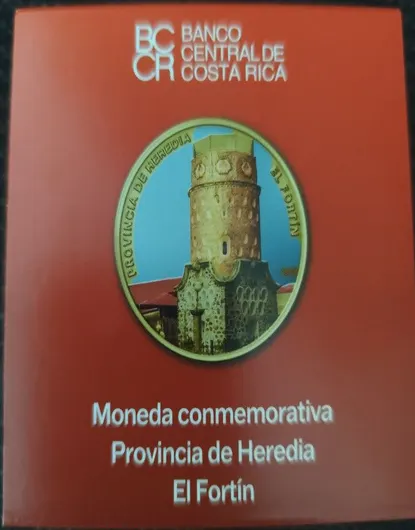 BC
CR
BANCO
CENTRAL DE
COSTA RICA
PROVINCIA DE HEREDIA
EL FORTÍN
Moneda conmemorativa
Provincia de Heredia
El Fortín